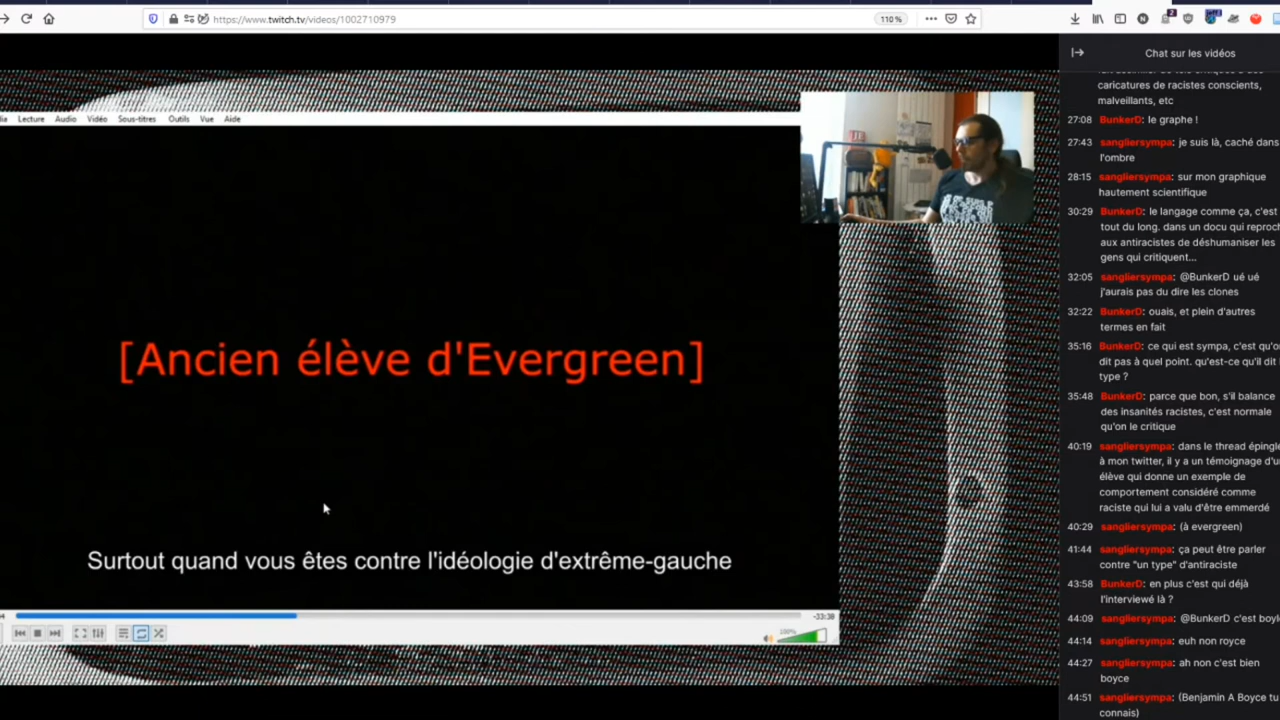 https://www.twitch.tv/videos/1002710979
110%
Lecture Audio Vidéo Sous-titres Outils Vue Aide
[Ancien élève d'Evergreen]
Surtout quand vous êtes contre l'idéologie d'extrême-gauche
-33:38
100%
Chat sur les vidéos
caricatures de racistes conscients,
malveillants, etc
27:08 BunkerD: le graphe !
27:43 sangliersympa: je suis là, caché dans
l'ombre
28:15 sangliersympa: sur mon graphique
hautement scientifique
30:29 BunkerD: le langage comme ça, c'est
tout du long. dans un docu qui reproch
aux antiracistes de déshumaniser les
gens qui critiquent...
32:05 sangliersympa: @BunkerD ué ué
j'aurais pas du dire les clones
32:22 BunkerD: ouais, et plein d'autres
termes en fait
35:16 BunkerD: ce qui est sympa, c'est qu'o
dit pas à quel point. qu'est-ce qu'il dit
type ?
35:48 BunkerD: parce que bon, s'il balance
des insanités racistes, c'est normale
qu'on le critique
40:19 sangliersympa: dans le thread épingle
à mon twitter, il y a un témoignage d'u
élève qui donne un exemple de
comportement considéré comme
raciste qui lui a valu d'être emmerdé
40:29 sangliersympa: (à evergreen)
41:44 sangliersympa: ça peut être parler
contre "un type" d'antiraciste
43:58 BunkerD: en plus c'est qui déjà
l'interviewé là ?
44:09 sangliersympa: @BunkerD c'est boyl
44:14 sangliersympa: euh non royce
44:27 sangliersympa: ah non c'est bien
boyce
44:51 sangliersympa: (Benjamin A Boyce tu
connais)